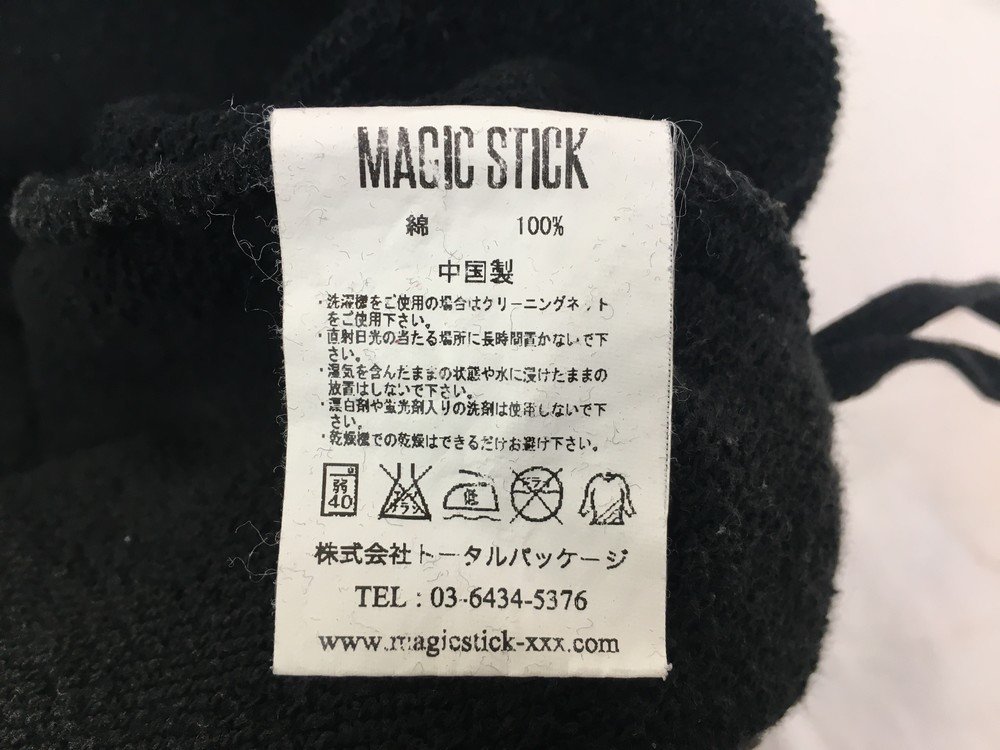 MAGIC STICK
綿 100%
中国製
・洗濯機をご使用の場合はクリーニングネット
をご使用下さい。
・直射日光の当たる場所に長時間置かないで下
さい。
・湿気を含んだままの状態や水に浸けたままの
放置はしないで下さい。
・漂白剤や蛍光剤入りの洗剤は使用しないで下
さい。
・乾燥機での乾燥はできるだけお避け下さい。
弱 エンソ 低 ドライ
40 サラシ
株式会社トータルパッケージ
TEL : 03-6434-5376
www.magicstick-xxx.com